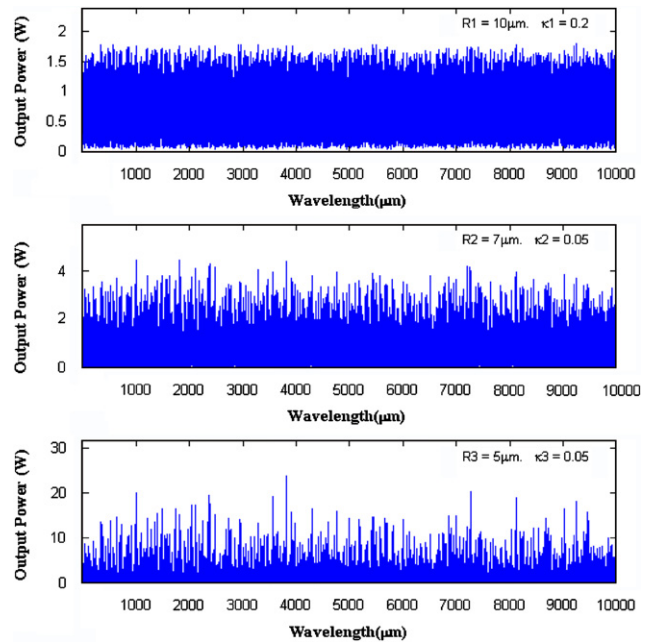 R1 = 10μm. κ1 = 0.2
Output Power (W)
2
1.5
1
0.5
0
1000 2000 3000 4000 5000 6000 7000 8000 9000 10000
Wavelength(μm)
R2 = 7μm. κ2 = 0.05
Output Power (W)
4
2
0
1000 2000 3000 4000 5000 6000 7000 8000 9000 10000
Wavelength(μm)
R3 = 5μm. κ3 = 0.05
Output Power (W)
30
20
10
0
1000 2000 3000 4000 5000 6000 7000 8000 9000 10000
Wavelength(μm)